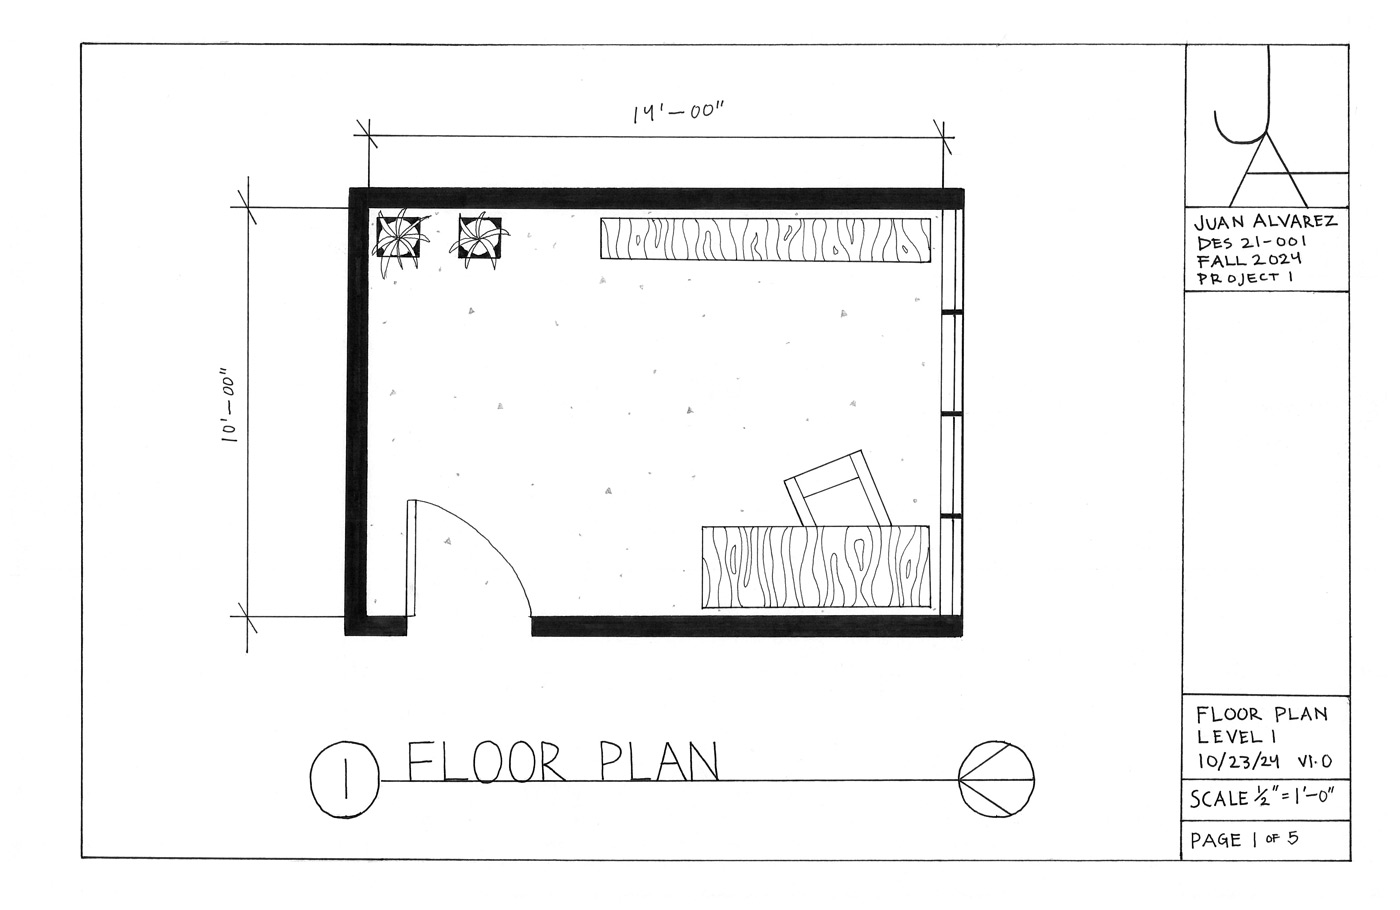 14'-00"
10'-00"
1 FLOOR PLAN
JA
JUAN ALVAREZ
DES 21-001
FALL 2024
PROJECT 1
FLOOR PLAN
LEVEL 1
10/23/24 V1.0
SCALE ½"=1'-0"
PAGE 1 OF 5